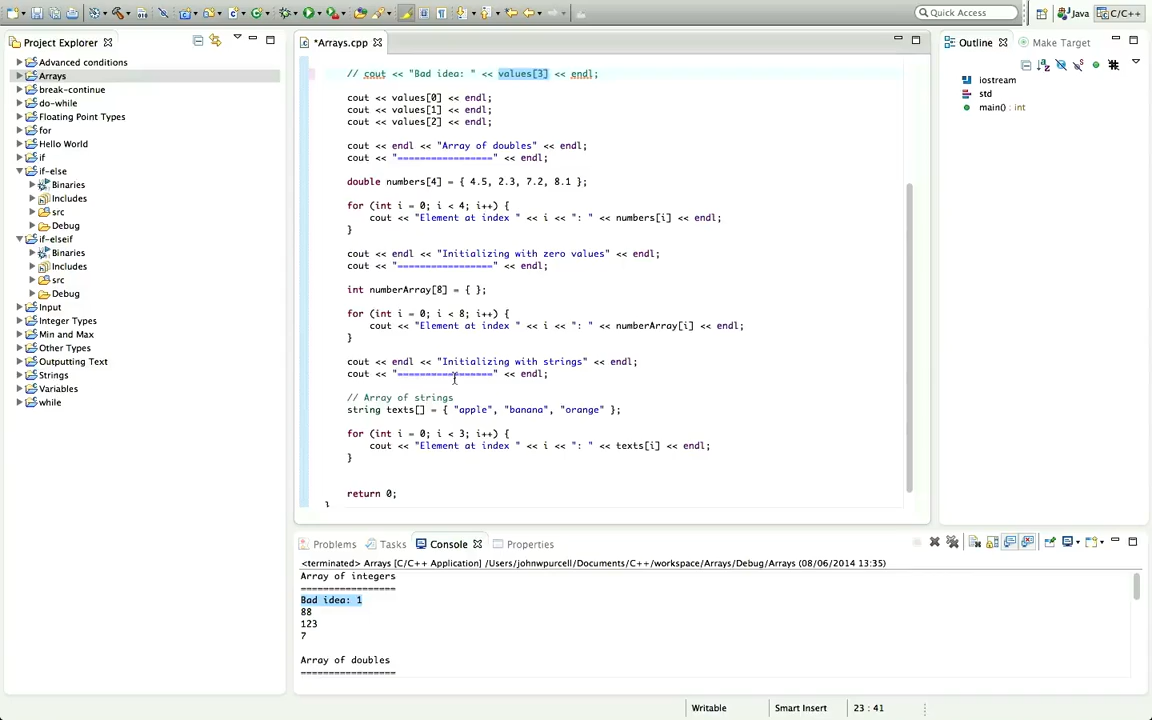 Quick Access
Java
C/C++
Project Explorer
Advanced conditions
Arrays
break-continue
do-while
Floating Point Types
for
Hello World
if
if-else
Binaries
Includes
src
Debug
if-elseif
Binaries
Includes
src
Debug
Input
Integer Types
Min and Max
Other Types
Outputting Text
Strings
Variables
while
*Arrays.cpp
// cout << "Bad idea: " << values[3] << endl;
cout << values[0] << endl;
cout << values[1] << endl;
cout << values[2] << endl;
cout << endl << "Array of doubles" << endl;
cout << "=================" << endl;
double numbers[4] = { 4.5, 2.3, 7.2, 8.1 };
for (int i = 0; i < 4; i++) {
cout << "Element at index " << i << ": " << numbers[i] << endl;
}
cout << endl << "Initializing with zero values" << endl;
cout << "=================" << endl;
int numberArray[8] = { };
for (int i = 0; i < 8; i++) {
cout << "Element at index " << i << ": " << numberArray[i] << endl;
}
cout << endl << "Initializing with strings" << endl;
cout << "=================" << endl;
// Array of strings
string texts[] = { "apple", "banana", "orange" };
for (int i = 0; i < 3; i++) {
cout << "Element at index " << i << ": " << texts[i] << endl;
}
return 0;
}
Outline
Make Target
iostream
std
main() : int
Problems
Tasks
Console
Properties
<terminated> Arrays [C/C++ Application] /Users/johnwpurcell/Documents/C++/workspace/Arrays/Debug/Arrays (08/06/2014 13:35)
Array of integers
=================
Bad idea: 1
88
123
7
Array of doubles
=================
Writable
Smart Insert
23 : 41